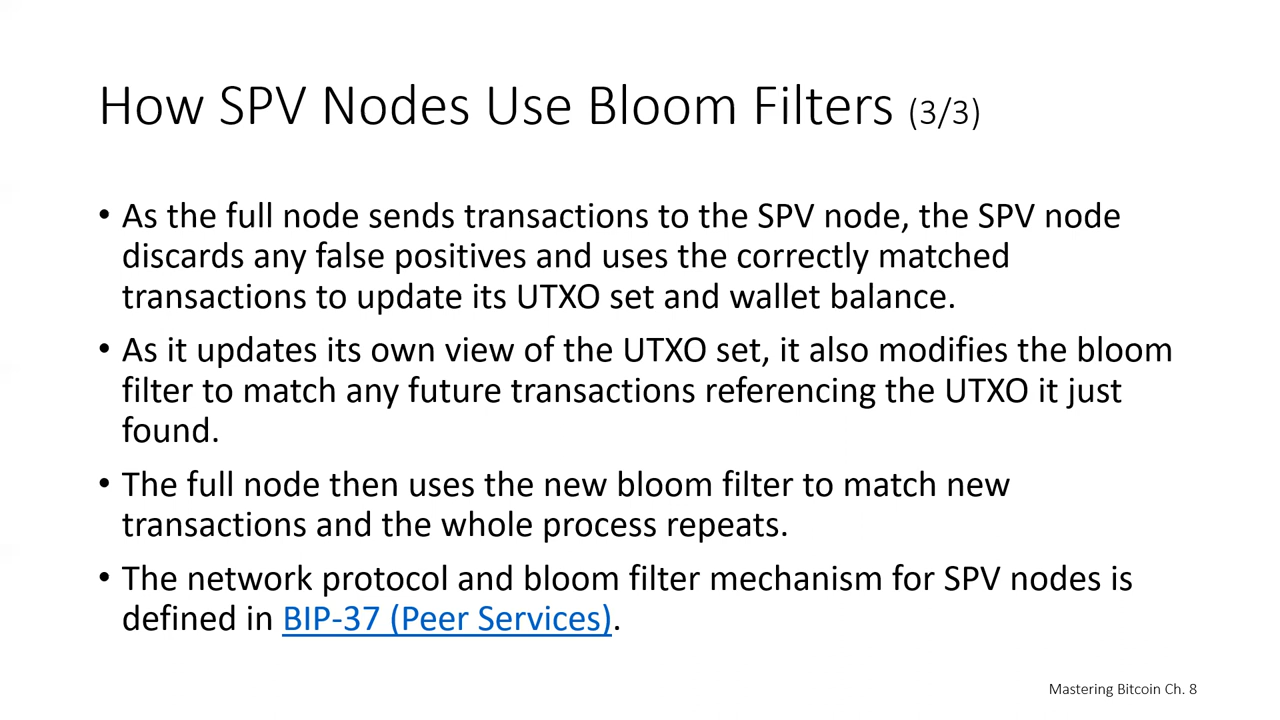 How SPV Nodes Use Bloom Filters (3/3)
• As the full node sends transactions to the SPV node, the SPV node
discards any false positives and uses the correctly matched
transactions to update its UTXO set and wallet balance.
• As it updates its own view of the UTXO set, it also modifies the bloom
filter to match any future transactions referencing the UTXO it just
found.
• The full node then uses the new bloom filter to match new
transactions and the whole process repeats.
• The network protocol and bloom filter mechanism for SPV nodes is
defined in BIP-37 (Peer Services).
Mastering Bitcoin Ch. 8